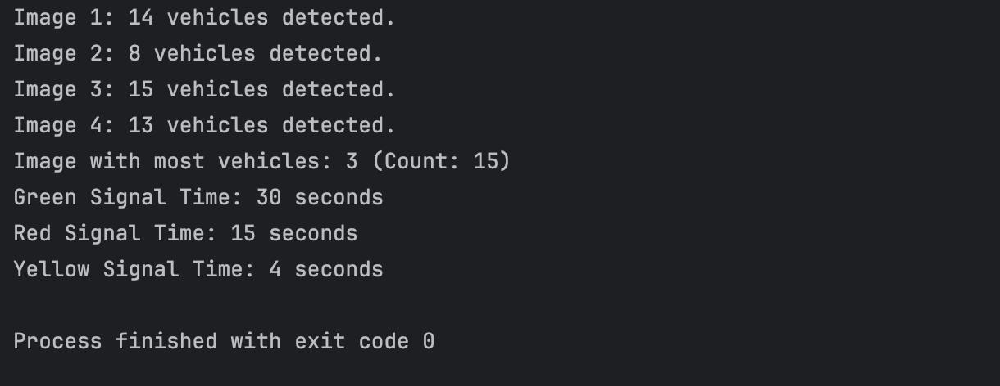 Image 1: 14 vehicles detected.
Image 2: 8 vehicles detected.
Image 3: 15 vehicles detected.
Image 4: 13 vehicles detected.
Image with most vehicles: 3 (Count: 15)
Green Signal Time: 30 seconds
Red Signal Time: 15 seconds
Yellow Signal Time: 4 seconds
Process finished with exit code 0